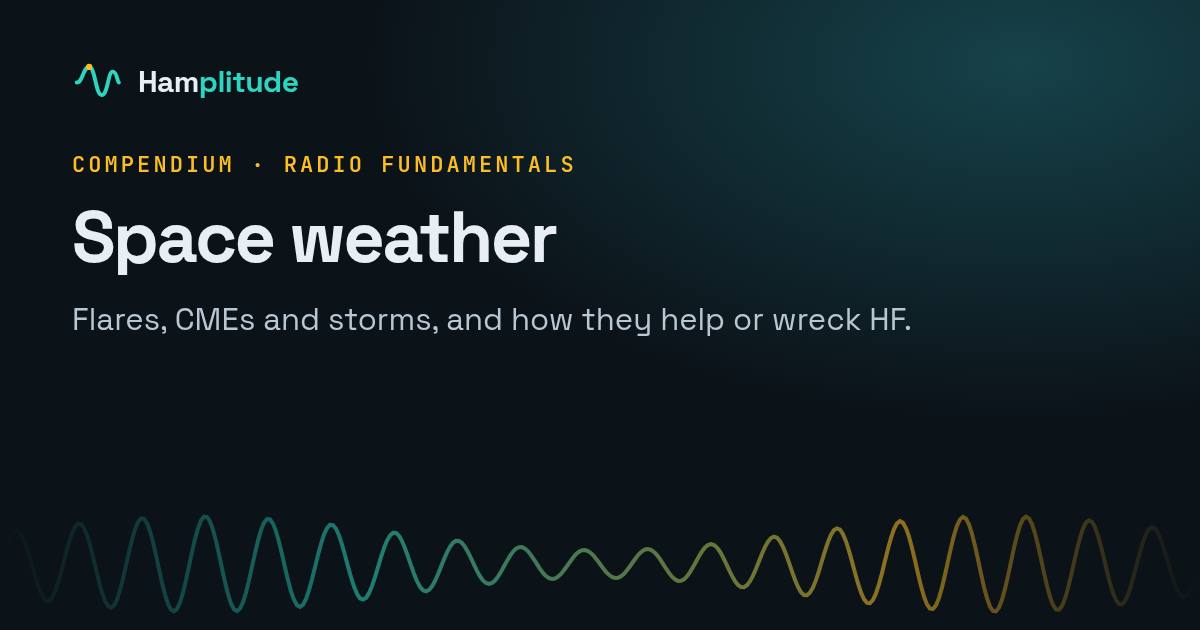 Hamplitude
COMPENDIUM · RADIO FUNDAMENTALS
Space weather
Flares, CMEs and storms, and how they help or wreck HF.